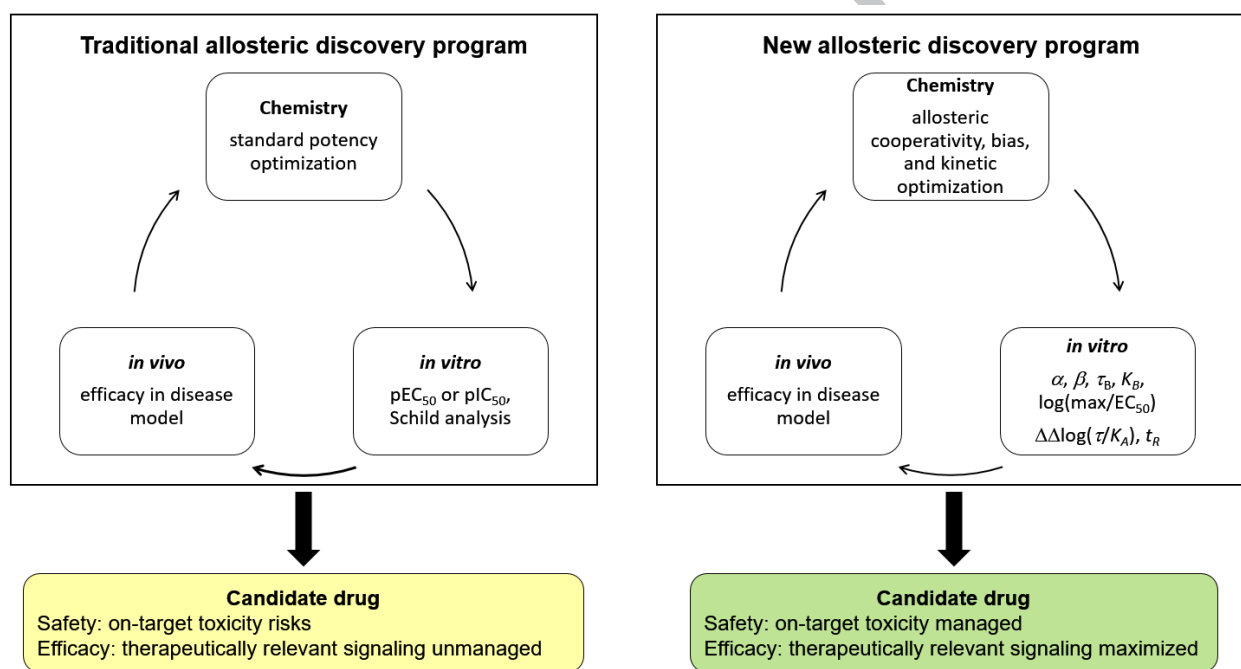 Traditional allosteric discovery program
Chemistry
standard potency
optimization
in vivo
efficacy in disease
model
in vitro
pEC50 or pIC50,
Schild analysis
Candidate drug
Safety: on-target toxicity risks
Efficacy: therapeutically relevant signaling unmanaged
New allosteric discovery program
Chemistry
allosteric
cooperativity, bias,
and kinetic
optimization
in vivo
efficacy in disease
model
in vitro
α, β, τB, KB,
log(max/EC50)
ΔΔlog(τ/KA), tR
Candidate drug
Safety: on-target toxicity managed
Efficacy: therapeutically relevant signaling maximized